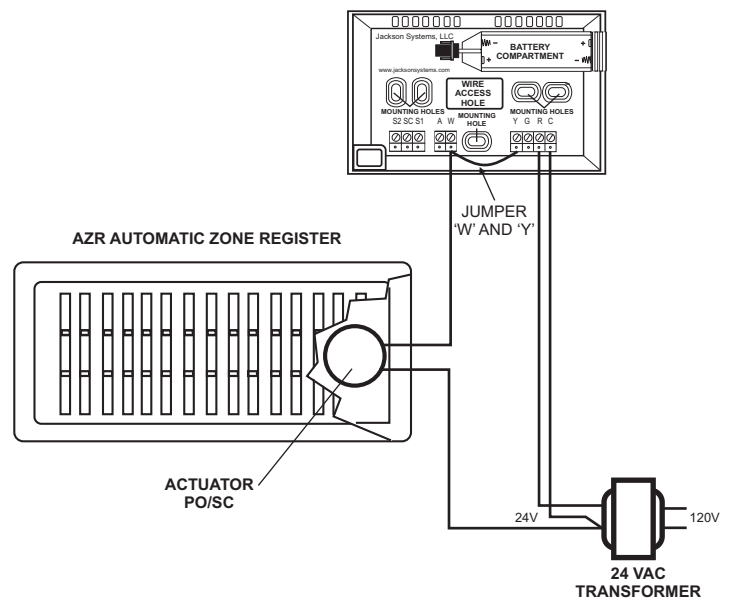 Jackson Systems, LLC
BATTERY
COMPARTMENT
www.jacksonsystems.com
WIRE
ACCESS
HOLE
MOUNTING HOLES
MOUNTING HOLES
S2 SC S1
A W
MOUNTING
HOLE
Y G R C
JUMPER
‘W’ AND ‘Y’
AZR AUTOMATIC ZONE REGISTER
ACTUATOR
PO/SC
24V
120V
24 VAC
TRANSFORMER